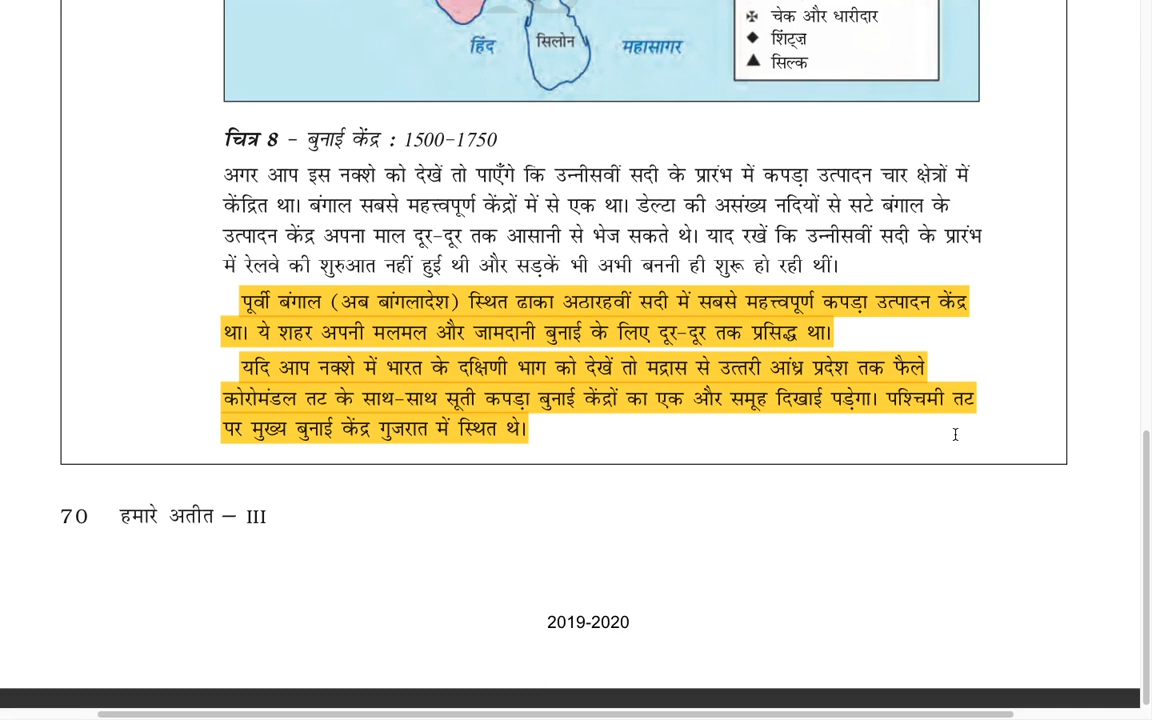 चेक और धारीदार
हिंद
सिलोन
महासागर
शिंट्ज़
सिल्क
चित्र 8 – बुनाई केंद्र : 1500–1750
अगर आप इस नक्शे को देखें तो पाएँगे कि उन्नीसवीं सदी के प्रारंभ में कपड़ा उत्पादन चार क्षेत्रों में
केंद्रित था। बंगाल सबसे महत्त्वपूर्ण केंद्रों में से एक था। डेल्टा की असंख्य नदियों से सटे बंगाल के
उत्पादन केंद्र अपना माल दूर-दूर तक आसानी से भेज सकते थे। याद रखें कि उन्नीसवीं सदी के प्रारंभ
में रेलवे की शुरुआत नहीं हुई थी और सड़कें भी अभी बननी ही शुरू हो रही थीं।
पूर्वी बंगाल (अब बांगलादेश) स्थित ढाका अठारहवीं सदी में सबसे महत्त्वपूर्ण कपड़ा उत्पादन केंद्र
था। ये शहर अपनी मलमल और जामदानी बुनाई के लिए दूर-दूर तक प्रसिद्ध था।
यदि आप नक्शे में भारत के दक्षिणी भाग को देखें तो मद्रास से उत्तरी आंध्र प्रदेश तक फैले
कोरोमंडल तट के साथ-साथ सूती कपड़ा बुनाई केंद्रों का एक और समूह दिखाई पड़ेगा। पश्चिमी तट
पर मुख्य बुनाई केंद्र गुजरात में स्थित थे।
70 हमारे अतीत – III
2019-2020